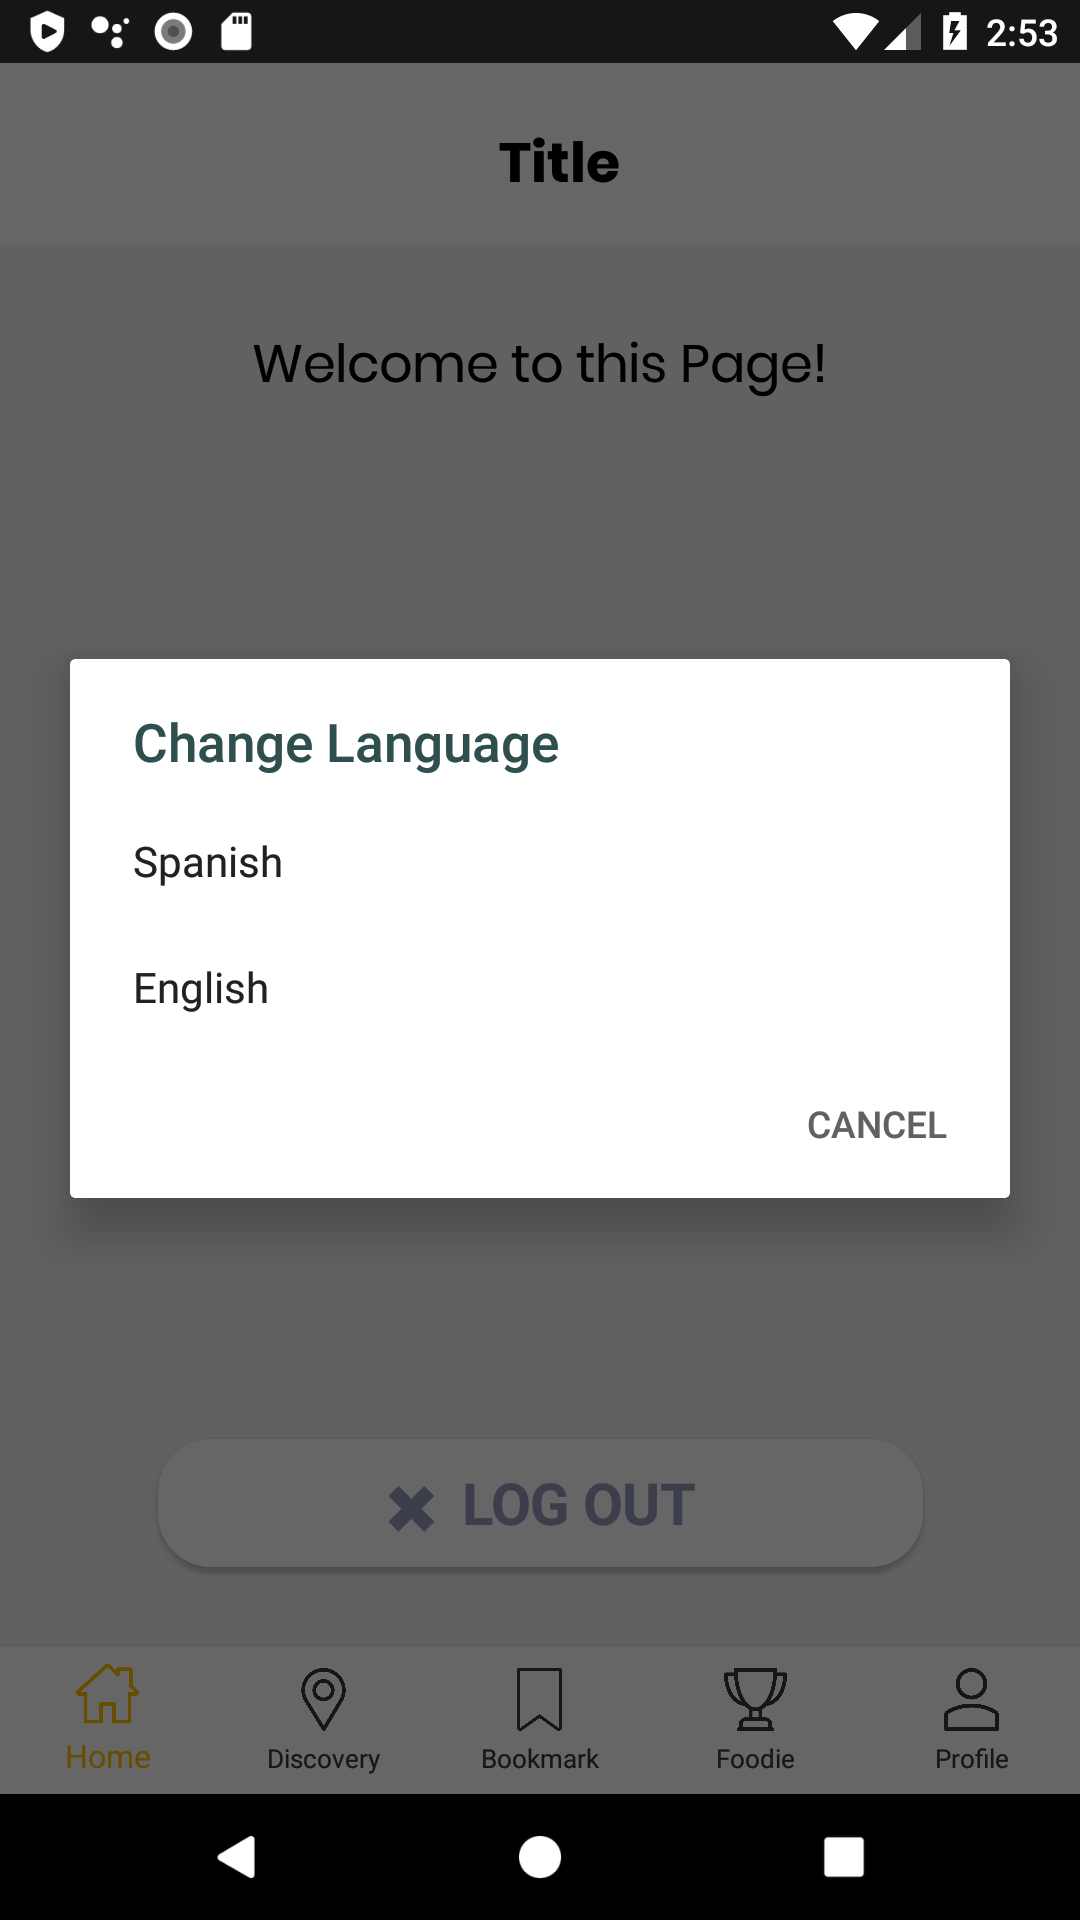 2:53
Title
Welcome to this Page!
Change Language
Spanish
English
CANCEL
LOG OUT
Home Discovery Bookmark Foodie Profile